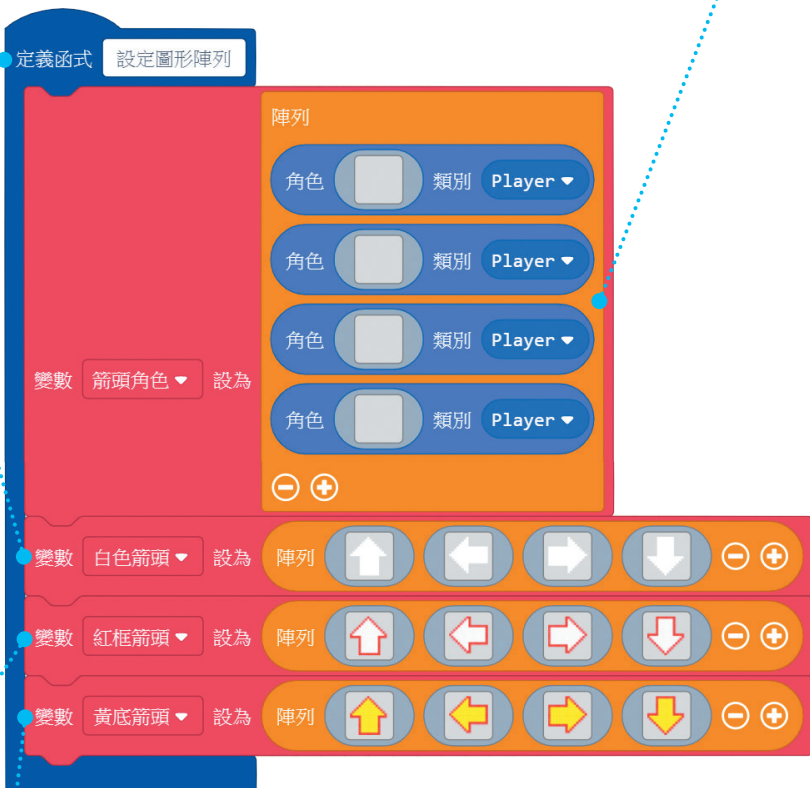 定義函式 設定圖形陣列
陣列
角色 類別 Player
角色 類別 Player
角色 類別 Player
變數 箭頭角色 設為
角色 類別 Player
變數 白色箭頭 設為 陣列
變數 紅框箭頭 設為 陣列
變數 黃底箭頭 設為 陣列